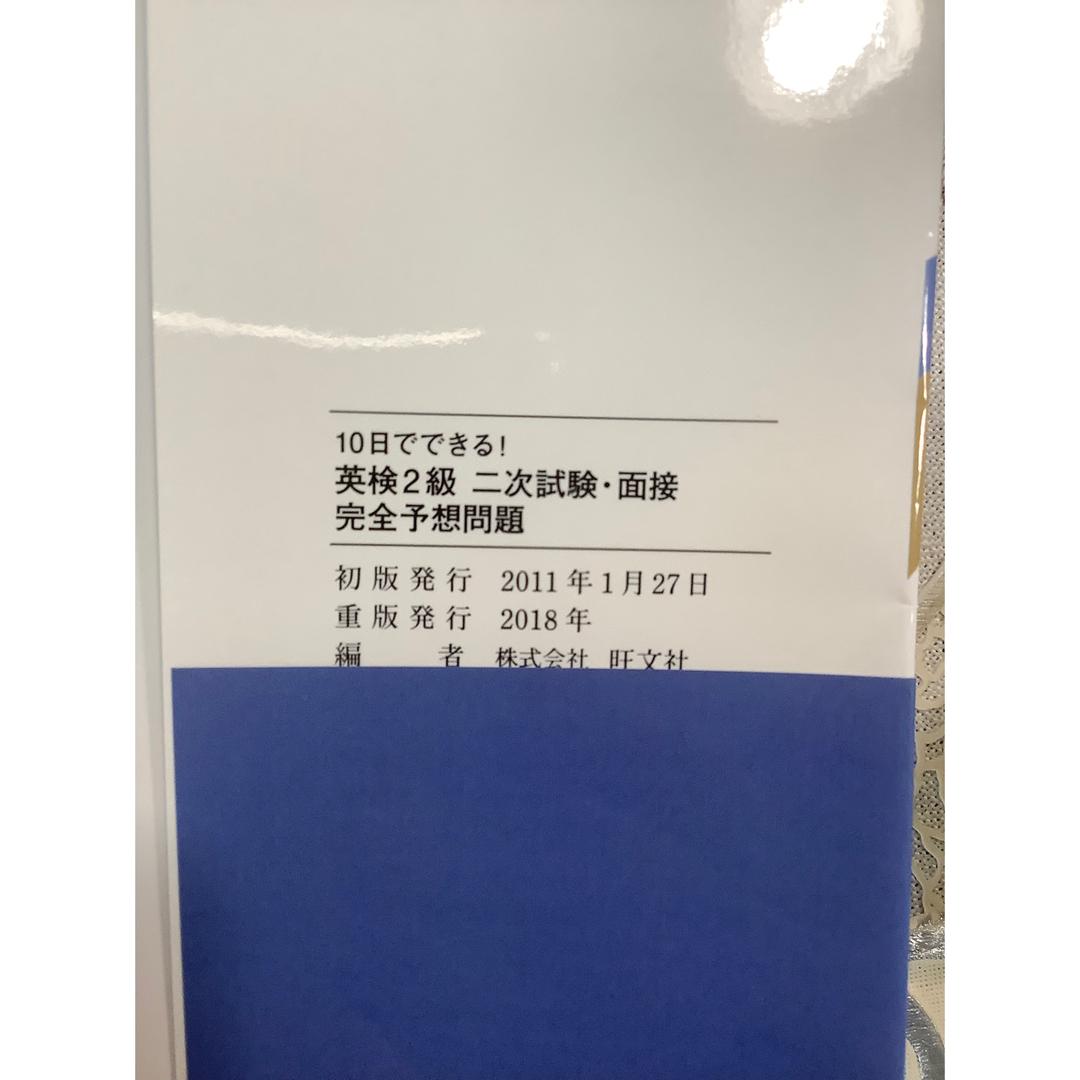 10日でできる!
英検2級 二次試験・面接
完全予想問題
初版発行 2011年1月27日
重版発行 2018年
編 者 株式会社 旺文社